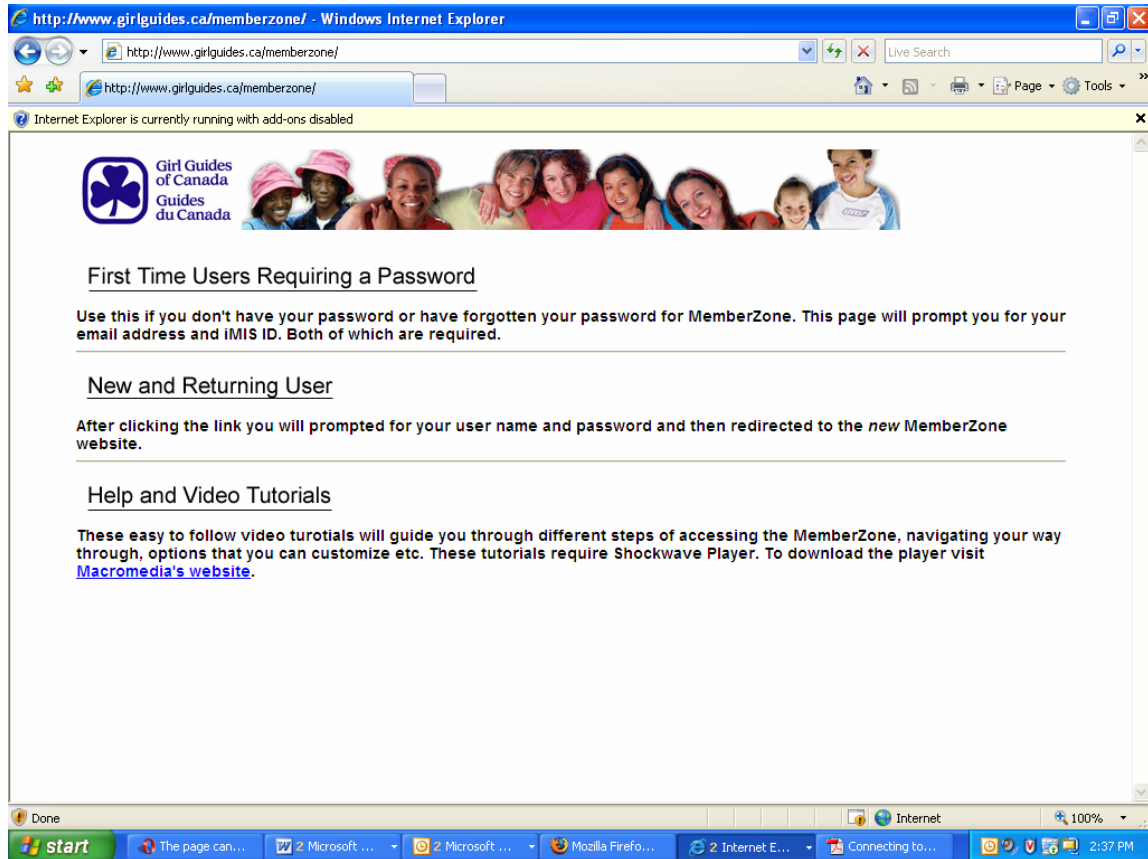 http://www.girlguides.ca/memberzone/ - Windows Internet Explorer
http://www.girlguides.ca/memberzone/
Live Search
http://www.girlguides.ca/memberzone/
Page
Tools
Internet Explorer is currently running with add-ons disabled
Girl Guides
of Canada
Guides
du Canada
First Time Users Requiring a Password
Use this if you don't have your password or have forgotten your password for MemberZone. This page will prompt you for your
email address and iMIS ID. Both of which are required.
New and Returning User
After clicking the link you will prompted for your user name and password and then redirected to the new MemberZone
website.
Help and Video Tutorials
These easy to follow video turotials will guide you through different steps of accessing the MemberZone, navigating your way
through, options that you can customize etc. These tutorials require Shockwave Player. To download the player visit
Macromedia's website.
Done
Internet
100%
start
The page can...
2 Microsoft ...
2 Microsoft ...
Mozilla Firefo...
2 Internet E...
Connecting to...
2:37 PM